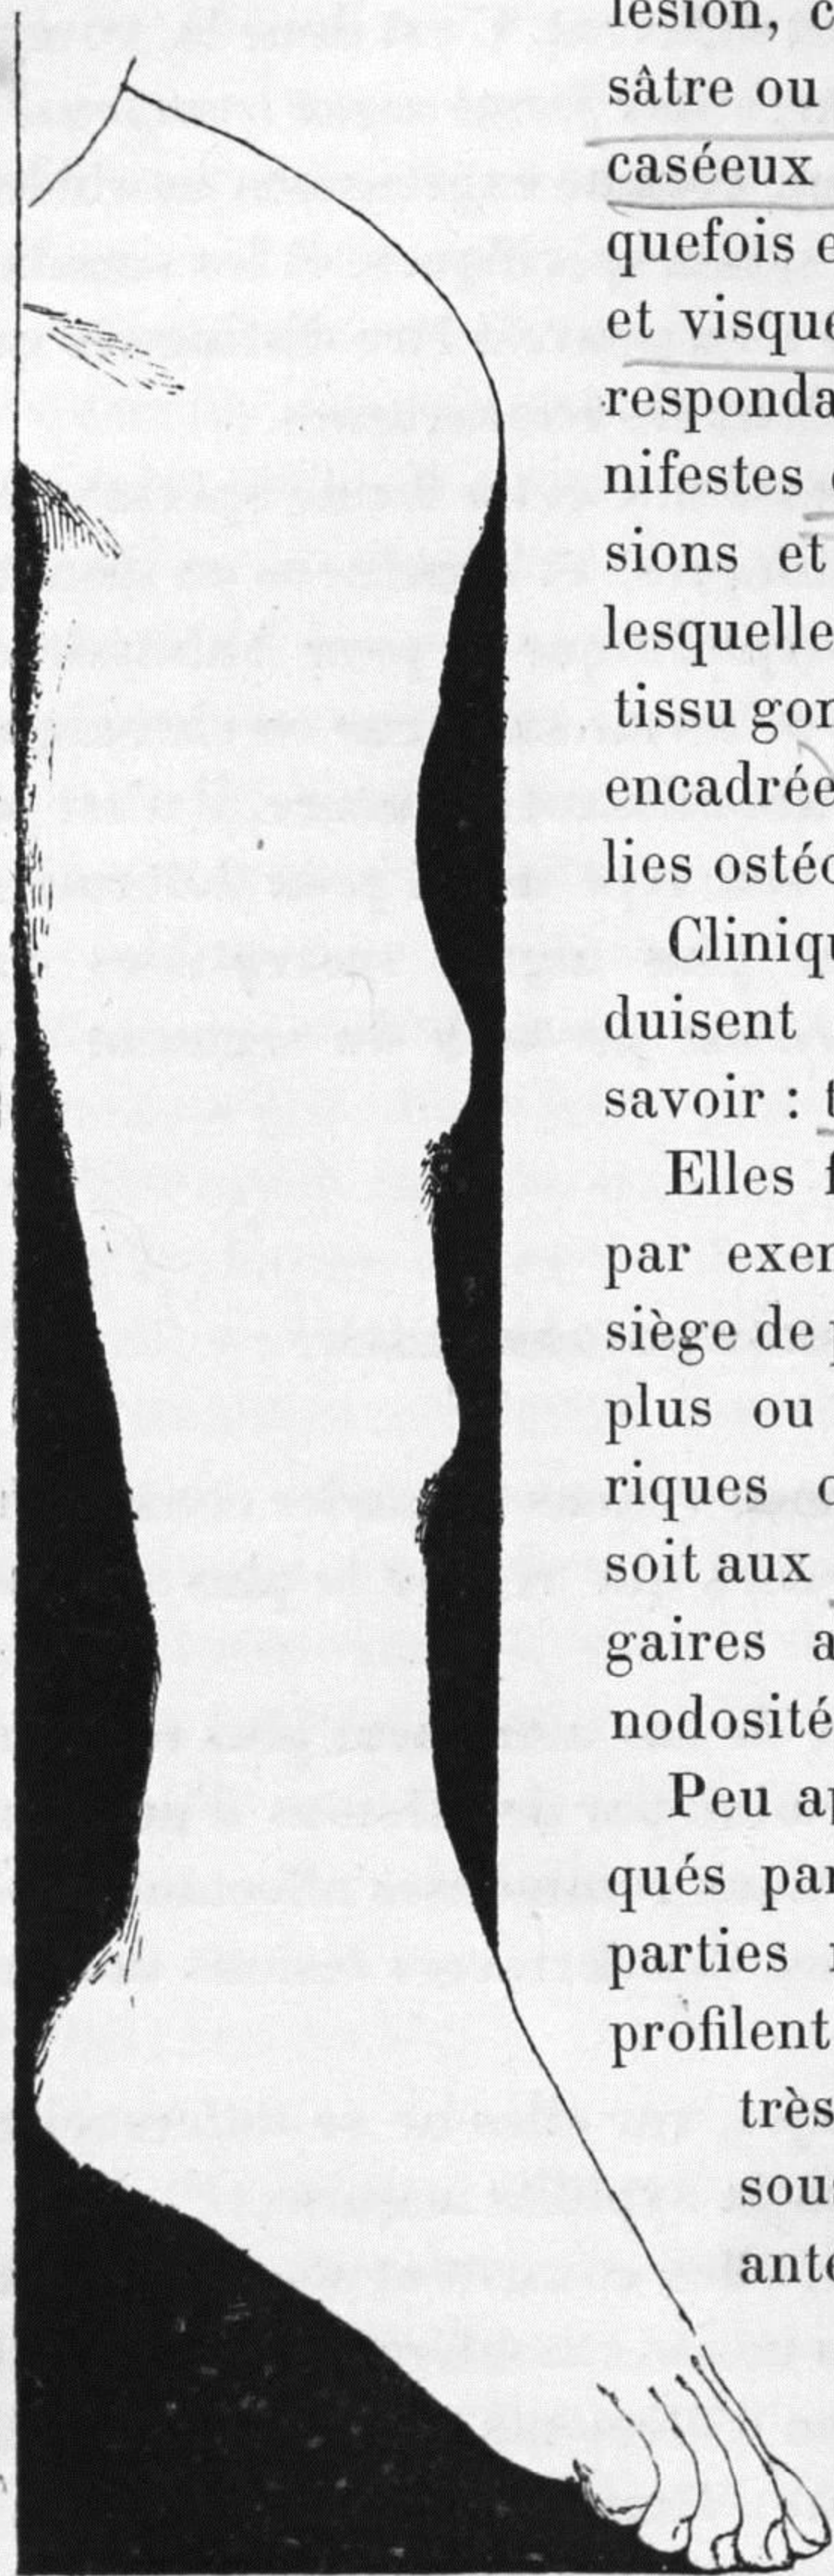 lésion, c
sâtre ou
caséeux
quefois e
et visque
responda
nifestes
sions et
lesquelle
tissu gor
encadrée
lies ostéo
Cliniqu
duisent
savoir : t
Elles f
par exem
siège de p
plus ou
riques o
soit aux
gaires a
nodosité
Peu ap
qués par
parties
profilent
très
sous
anté